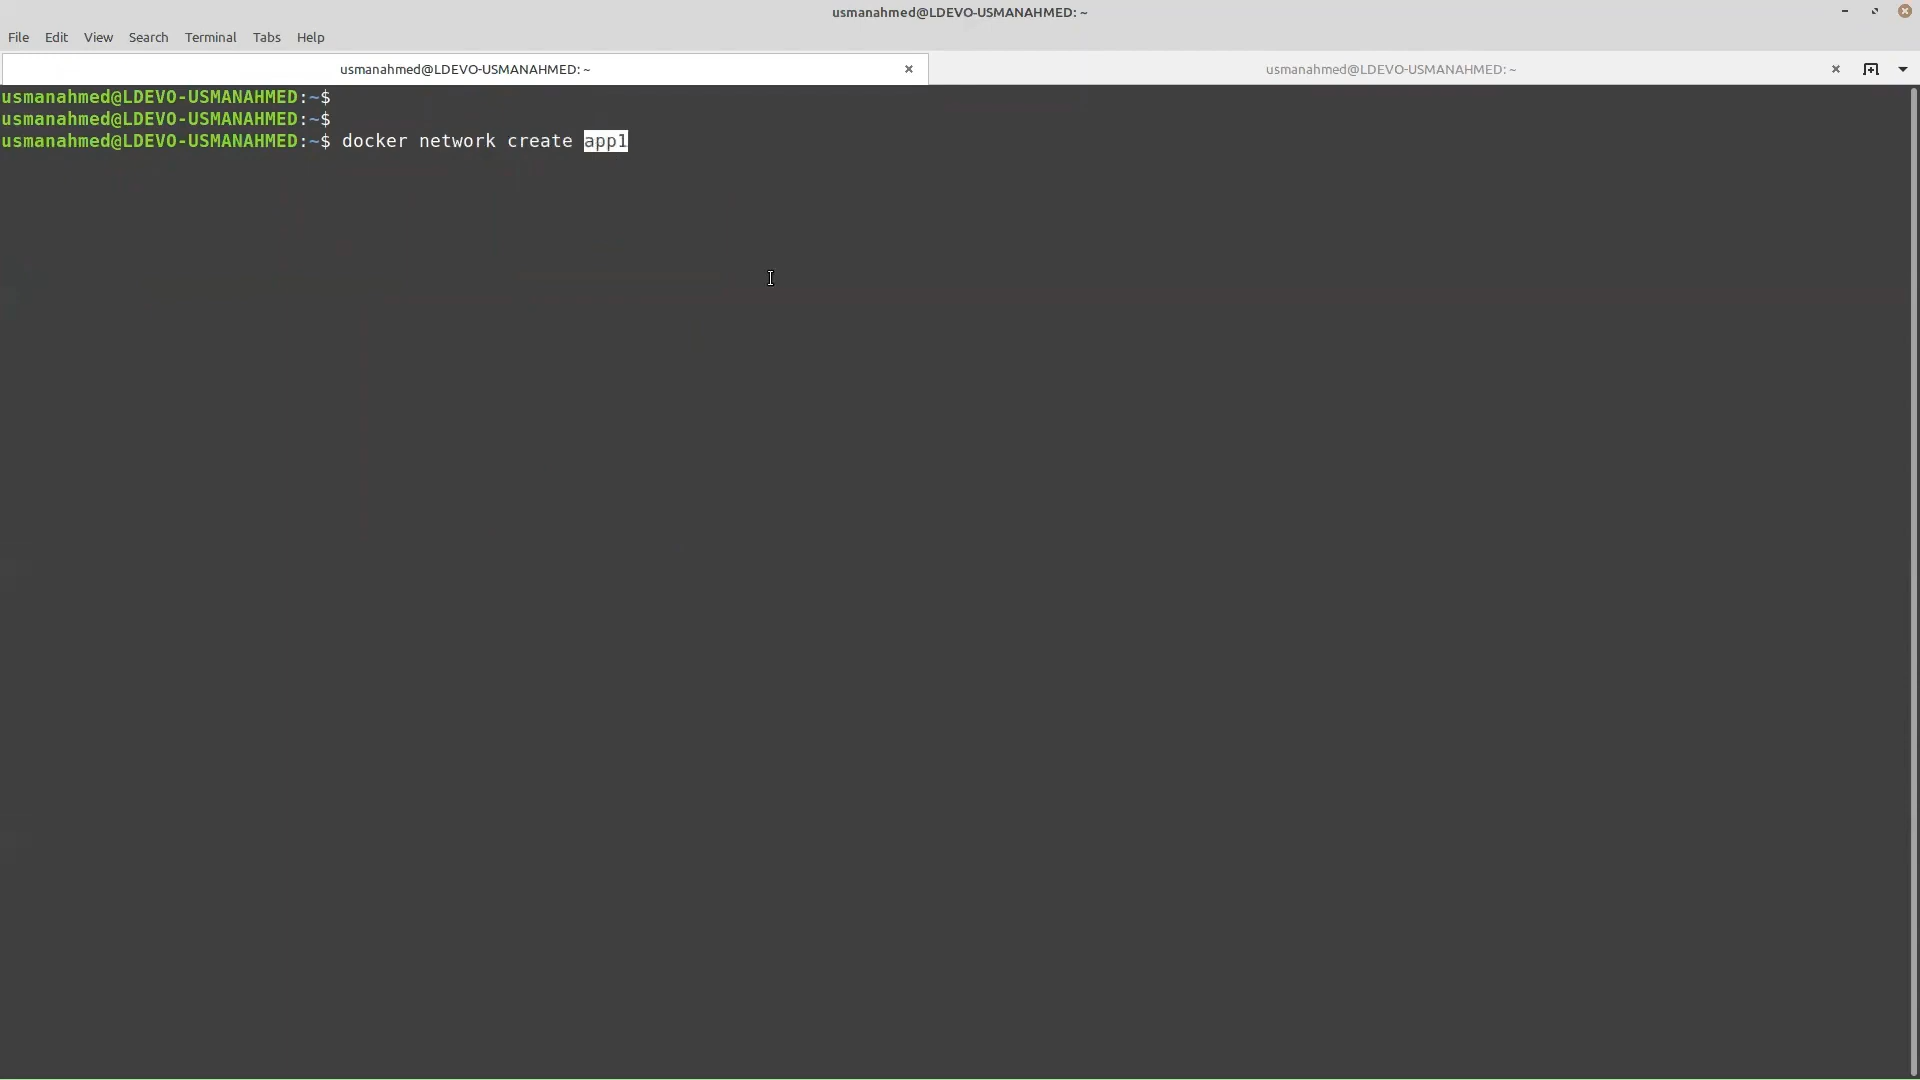 usmanahmed@LDEVO-USMANAHMED: ~
File Edit View Search Terminal Tabs Help
usmanahmed@LDEVO-USMANAHMED: ~ usmanahmed@LDEVO-USMANAHMED: ~
usmanahmed@LDEVO-USMANAHMED:~$
usmanahmed@LDEVO-USMANAHMED:~$
usmanahmed@LDEVO-USMANAHMED:~$ docker network create app1